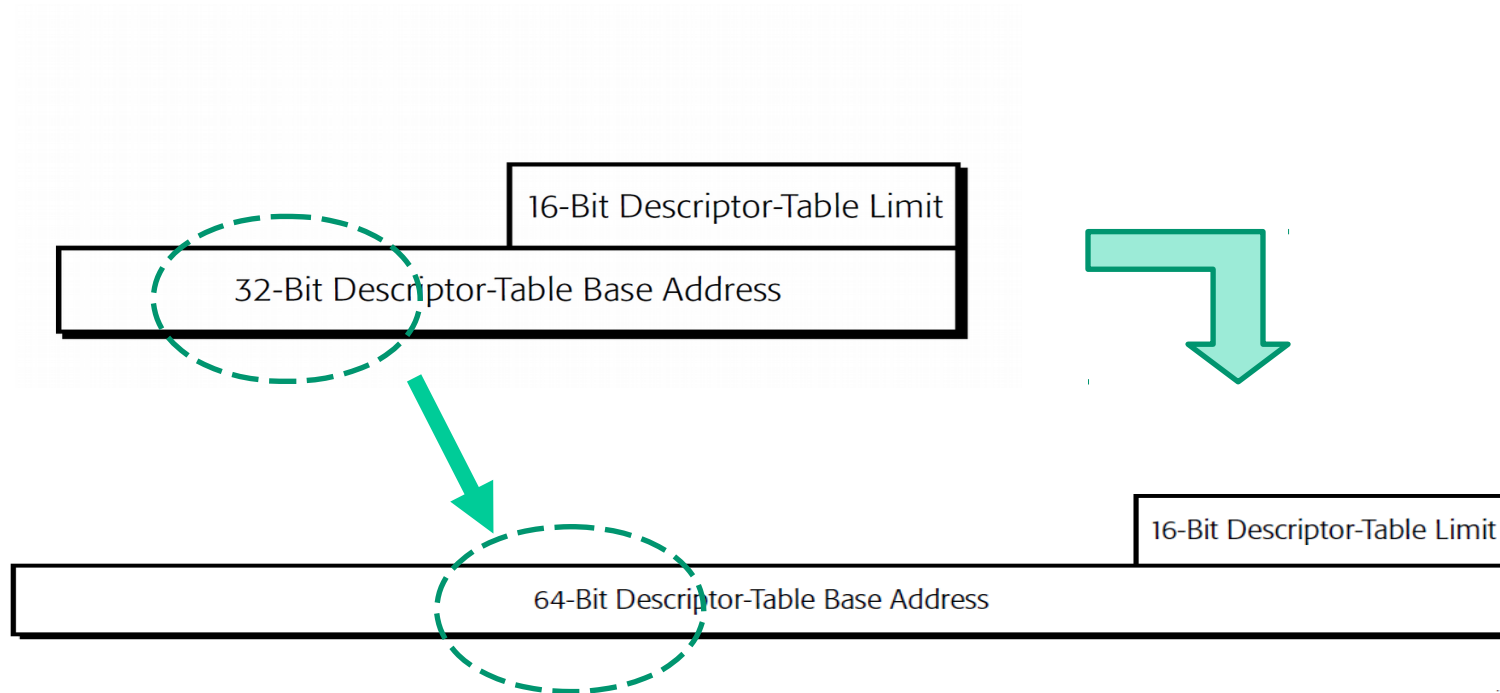 16-Bit Descriptor-Table Limit
32-Bit Descriptor-Table Base Address
16-Bit Descriptor-Table Limit
64-Bit Descriptor-Table Base Address